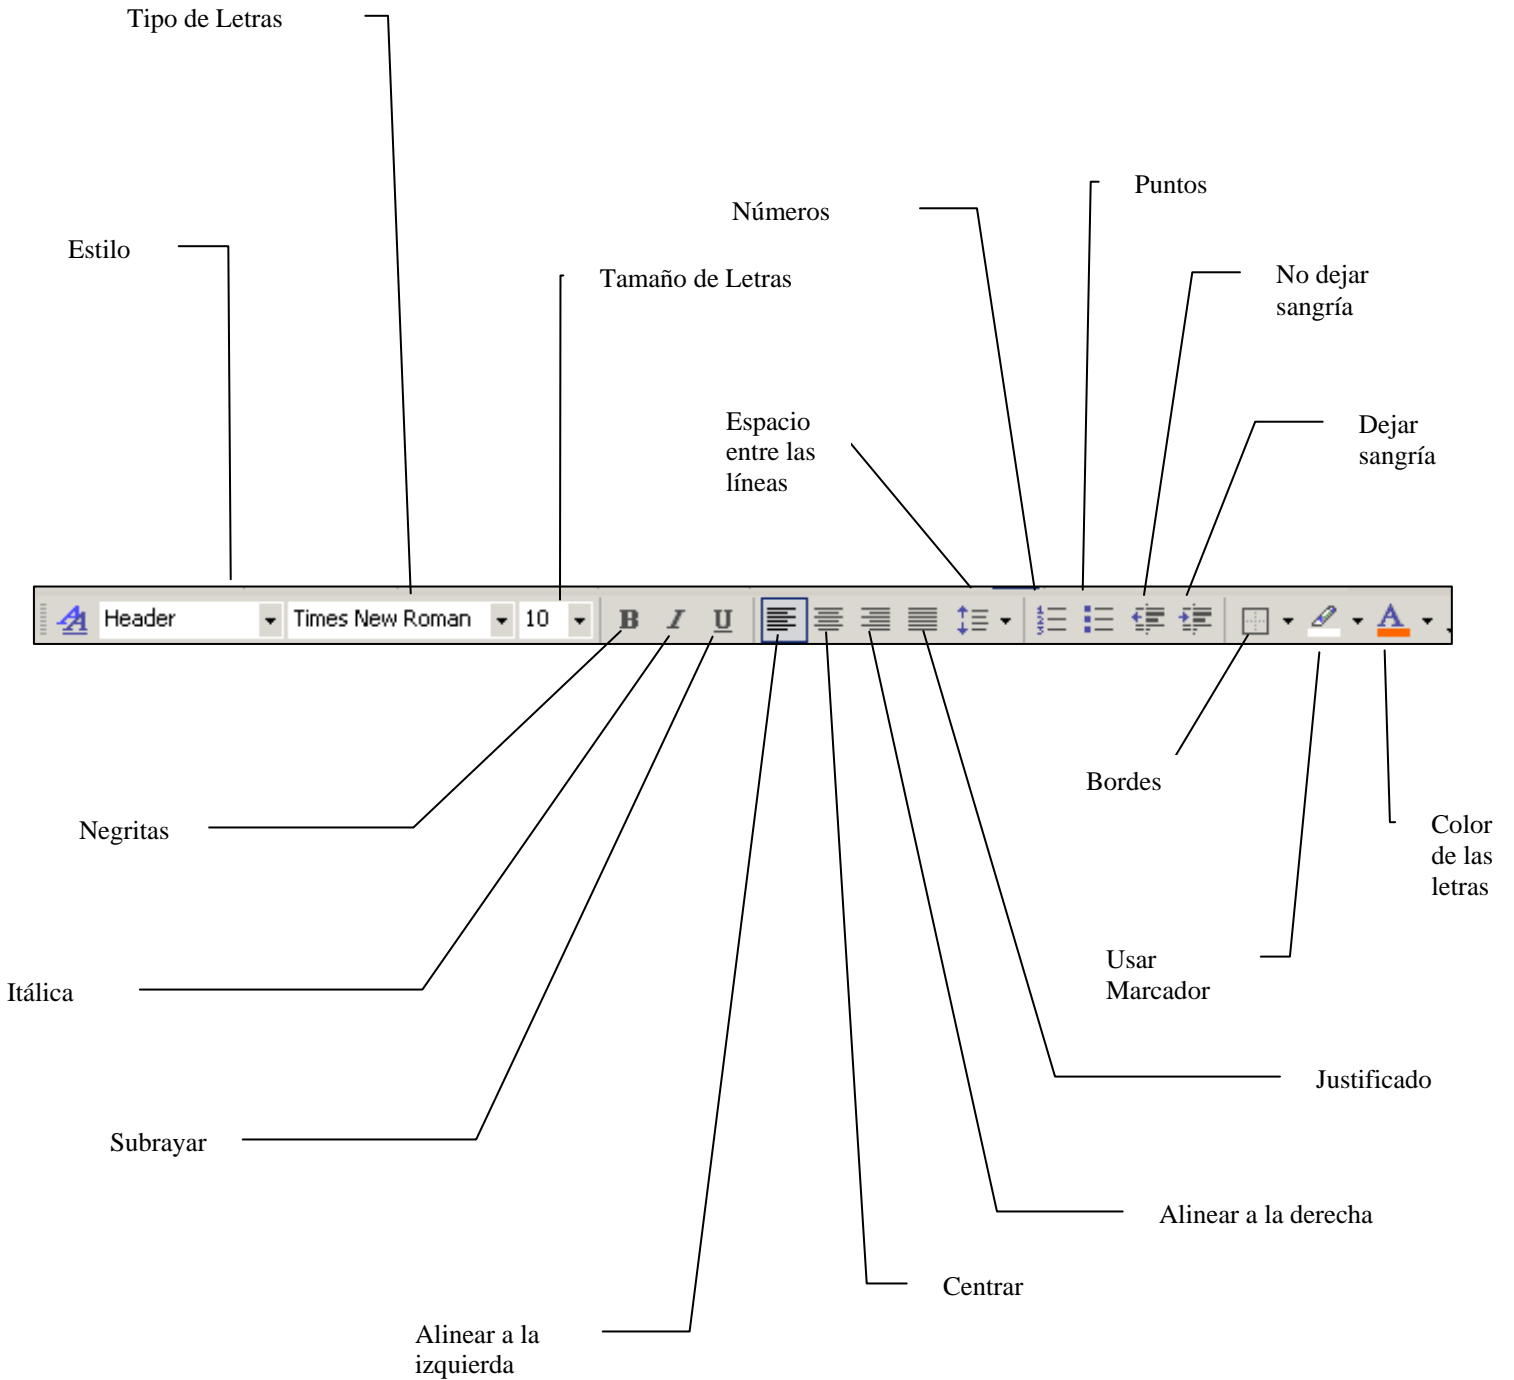 Tipo de Letras
Puntos
Números
Estilo
Tamaño de Letras
No dejar
sangría
Espacio
entre las
líneas
Dejar
sangría
Header
Times New Roman
10
B I U
A
Bordes
Negritas
Color
de las
letras
Usar
Marcador
Itálica
Justificado
Subrayar
Alinear a la derecha
Centrar
Alinear a la
izquierda